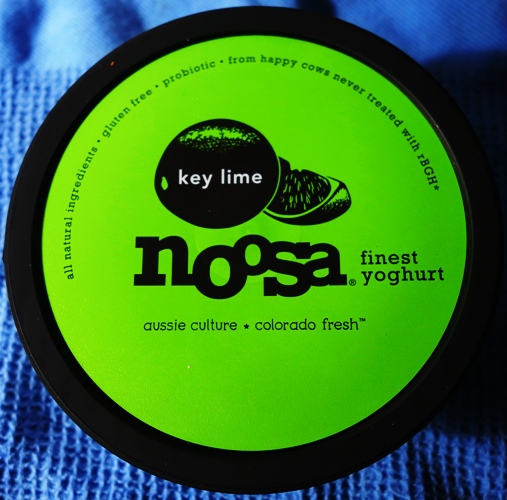 all natural ingredients • gluten free • probiotic • from happy cows never treated with rBGH*
key lime
noosa®
finest
yoghurt
aussie culture ★ colorado fresh™